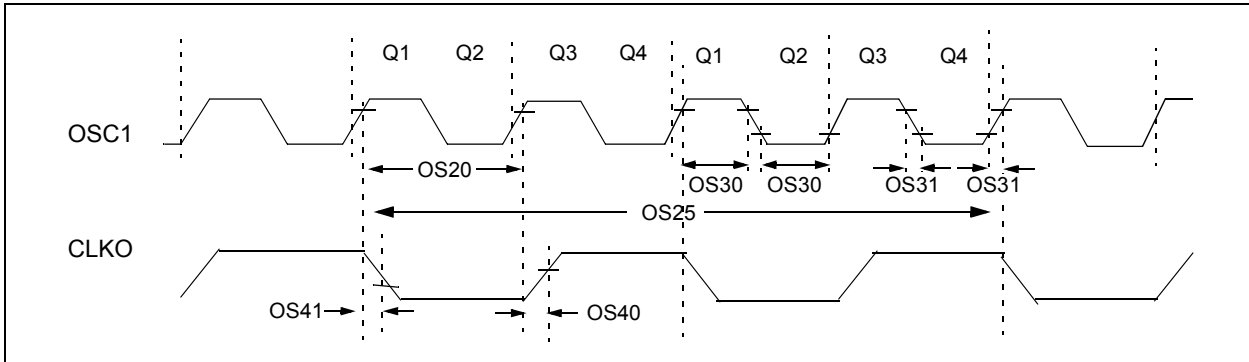 Q1 Q2 Q3 Q4 Q1 Q2 Q3 Q4
OSC1
OS20
OS30 OS30 OS31 OS31
OS25
CLKO
OS41 OS40